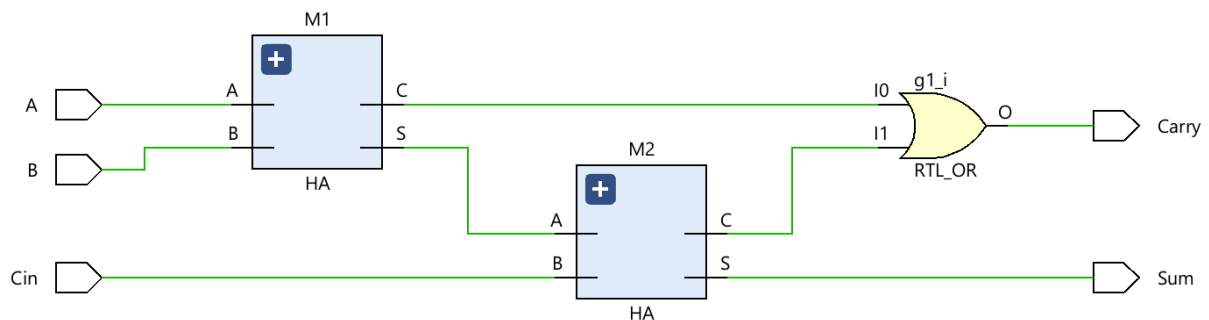 M1
A
A
C
B
B
S
HA
g1_i
I0
I1
O
RTL_OR
Carry
M2
A
C
Cin
B
S
HA
Sum